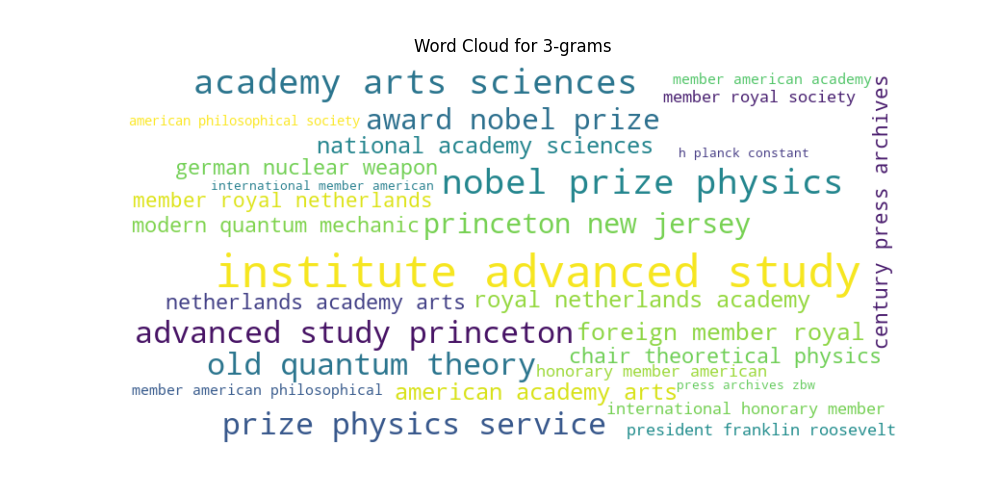 Word Cloud for 3-grams
academy arts sciences
member american academy
member royal society
american philosophical society
award nobel prize
national academy sciences
h planck constant
german nuclear weapon
international member american
nobel prize physics
member royal netherlands
modern quantum mechanic
princeton new jersey
century press archives
institute advanced study
netherlands academy arts
royal netherlands academy
advanced study princeton
foreign member royal
old quantum theory
chair theoretical physics
honorary member american
member american philosophical
american academy arts
press archives zbw
international honorary member
prize physics service
president franklin roosevelt